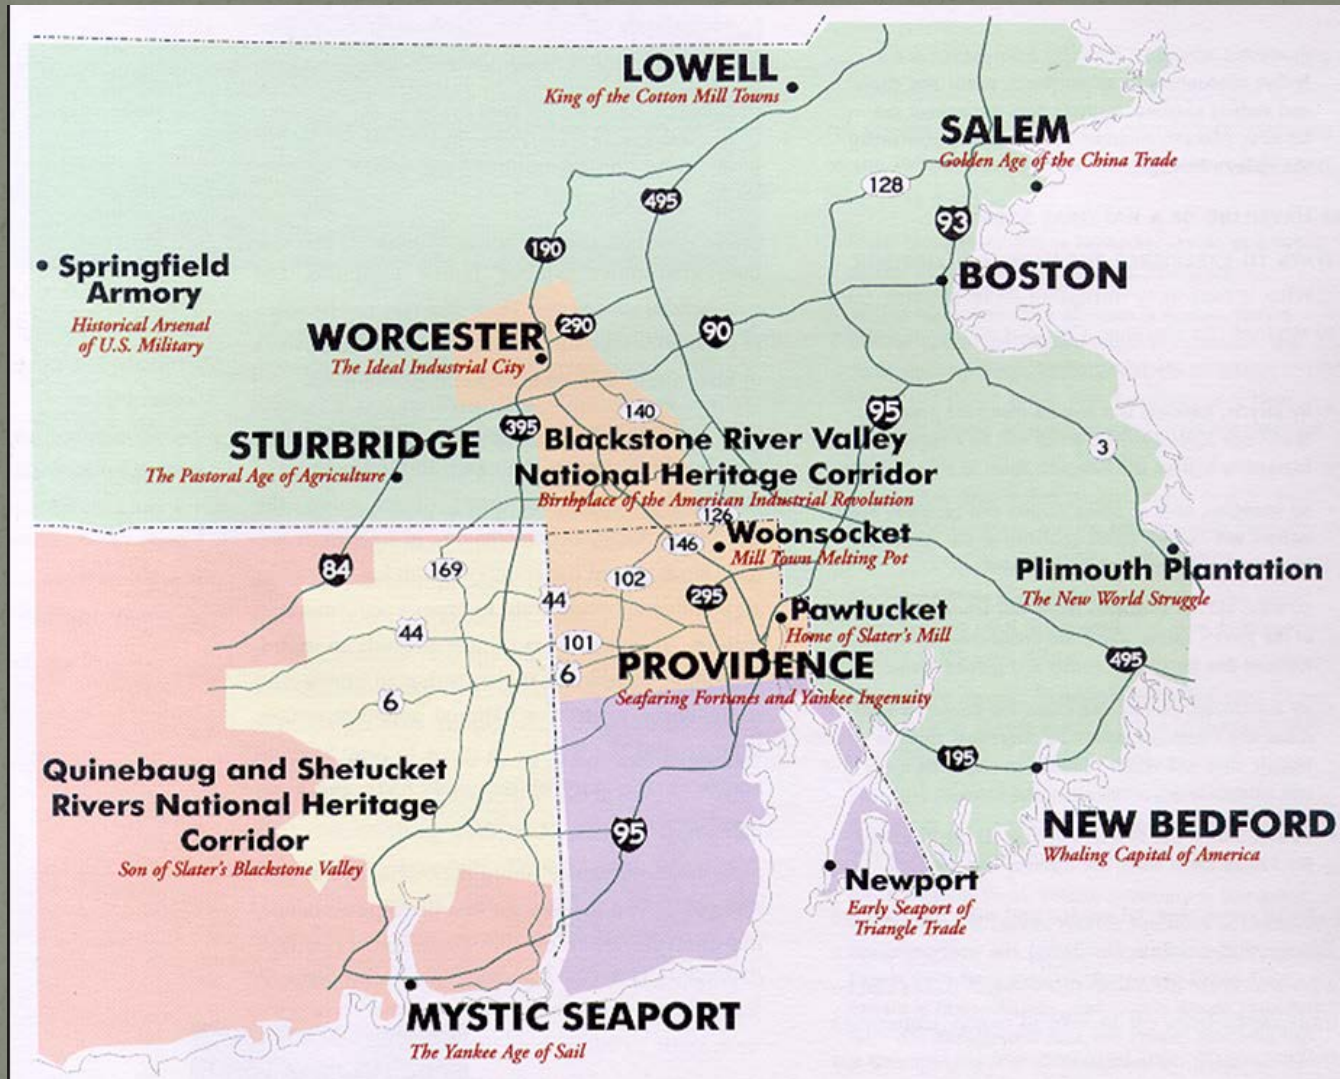 LOWELL
King of the Cotton Mill Towns
SALEM
Golden Age of the China Trade
128
495
93
190
Springfield
Armory
Historical Arsenal
of U.S. Military
BOSTON
WORCESTER
The Ideal Industrial City
290
90
140
95
395
STURBRIDGE
The Pastoral Age of Agriculture
Blackstone River Valley
National Heritage Corridor
Birthplace of the American Industrial Revolution
3
126
Woonsocket
Mill Town Melting Pot
146
84
169
102
Plimouth Plantation
The New World Struggle
295
44
Pawtucket
Home of Slater's Mill
44
101
PROVIDENCE
Seafaring Fortunes and Yankee Ingenuity
495
6
6
195
Quinebaug and Shetucket
Rivers National Heritage
Corridor
Son of Slater's Blackstone Valley
95
NEW BEDFORD
Whaling Capital of America
Newport
Early Seaport of
Triangle Trade
MYSTIC SEAPORT
The Yankee Age of Sail